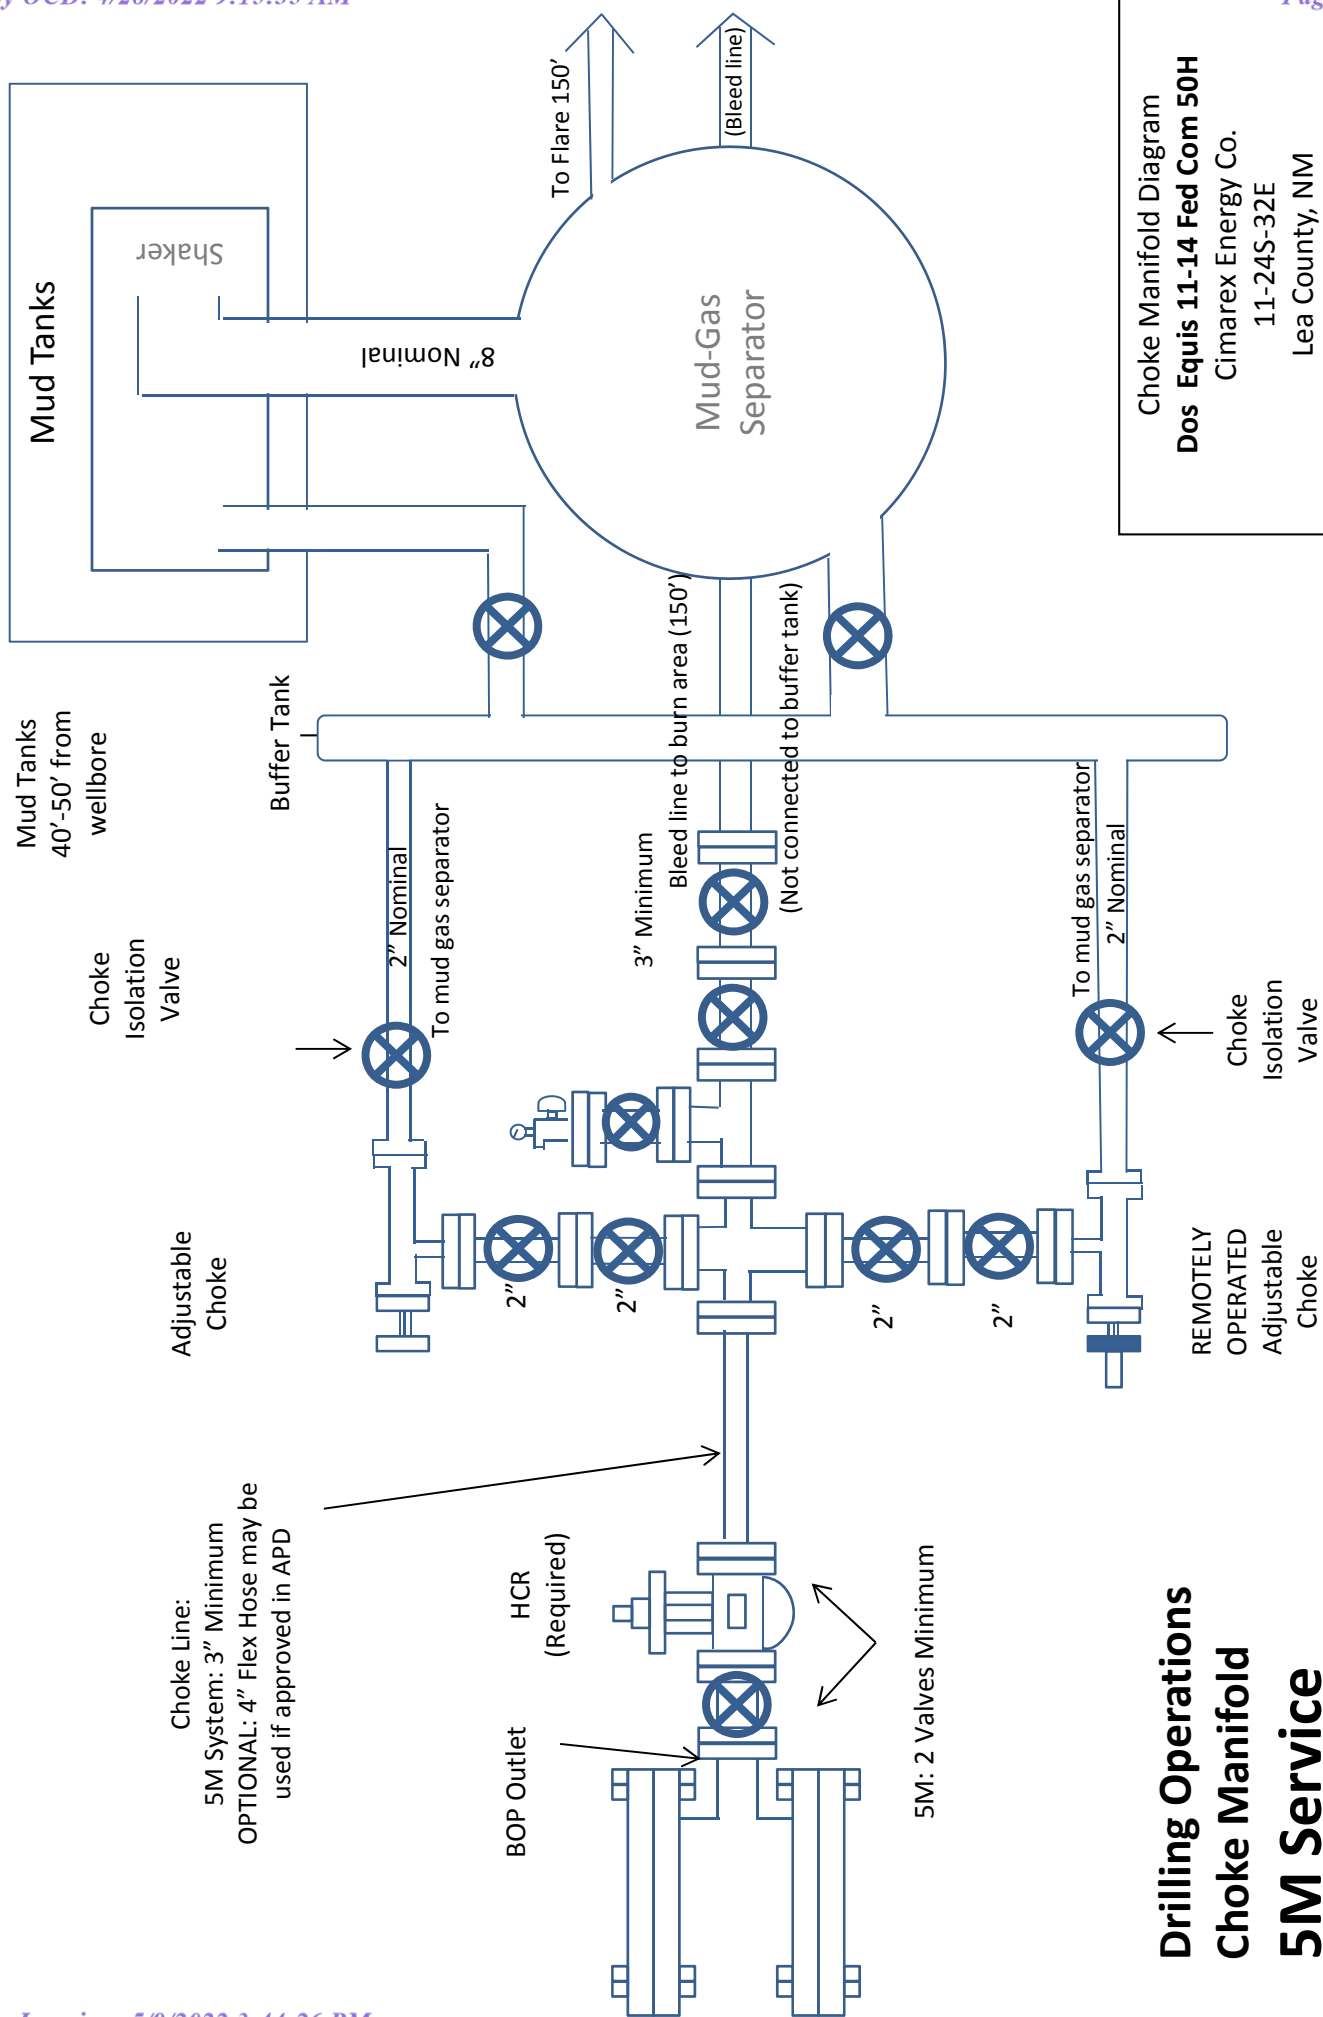 Mud Tanks
Shaker
8” Nominal
To Flare 150’
(Bleed line)
Mud-Gas
Separator
Mud Tanks
40’-50’ from
wellbore
Buffer Tank
Choke
Isolation
Valve
2” Nominal
To mud gas separator
3” Minimum
Bleed line to burn area (150’)
(Not connected to buffer tank)
To mud gas separator
2” Nominal
Choke
Isolation
Valve
Adjustable
Choke
2”
2”
2”
2”
REMOTELY
OPERATED
Adjustable
Choke
Choke Line:
5M System: 3” Minimum
OPTIONAL: 4” Flex Hose may be
used if approved in APD
HCR
(Required)
BOP Outlet
5M: 2 Valves Minimum
Drilling Operations
Choke Manifold
5M Service
Choke Manifold Diagram
Dos Equis 11-14 Fed Com 50H
Cimarex Energy Co.
11-24S-32E
Lea County, NM